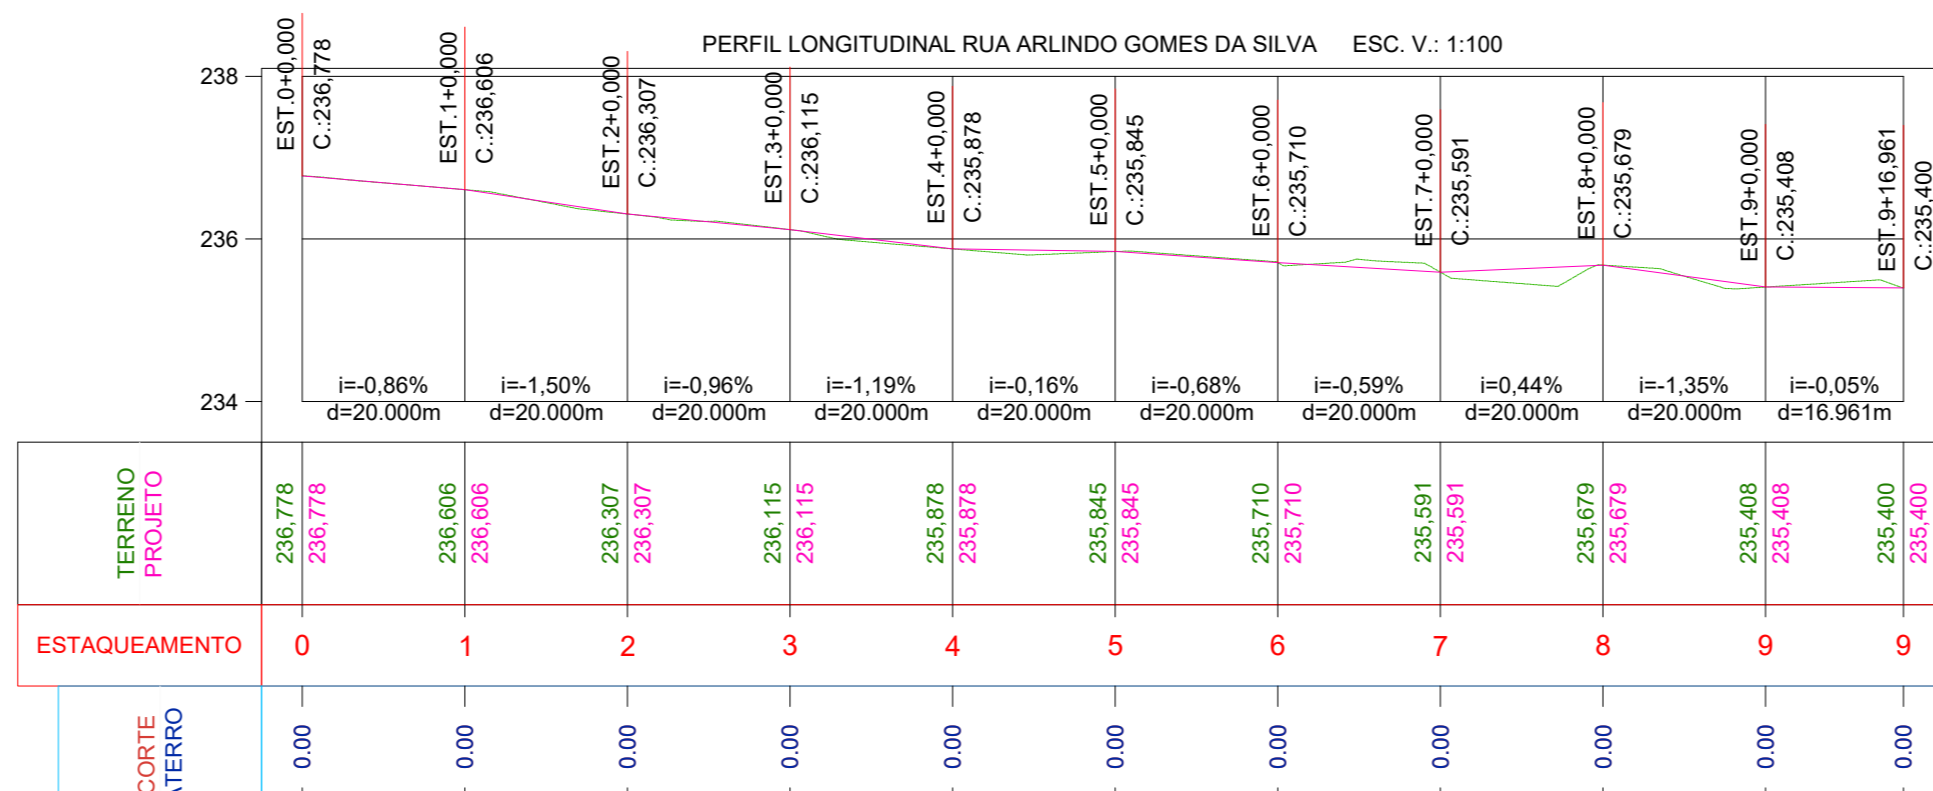 PERFIL LONGITUDINAL RUA ARLINDO GOMES DA SILVA ESC. V.: 1:100
238
236
234
EST.0+0,000
C.:236,778
EST.1+0,000
C.:236,606
EST.2+0,000
C.:236,307
EST.3+0,000
C.:236,115
EST.4+0,000
C.:235,878
EST.5+0,000
C.:235,845
EST.6+0,000
C.:235,710
EST.7+0,000
C.:235,591
EST.8+0,000
C.:235,679
EST.9+0,000
C.:235,408
EST.9+16,961
C.:235,400
i=-0,86%
d=20.000m
i=-1,50%
d=20.000m
i=-0,96%
d=20.000m
i=-1,19%
d=20.000m
i=-0,16%
d=20.000m
i=-0,68%
d=20.000m
i=-0,59%
d=20.000m
i=0,44%
d=20.000m
i=-1,35%
d=20.000m
i=-0,05%
d=16.961m
TERRENO
PROJETO
236,778
236,778
236,606
236,606
236,307
236,307
236,115
236,115
235,878
235,878
235,845
235,845
235,710
235,710
235,591
235,591
235,679
235,679
235,408
235,408
235,400
235,400
ESTAQUEAMENTO 0 1 2 3 4 5 6 7 8 9 9
CORTE
ATERRO
0.00 0.00 0.00 0.00 0.00 0.00 0.00 0.00 0.00 0.00 0.00